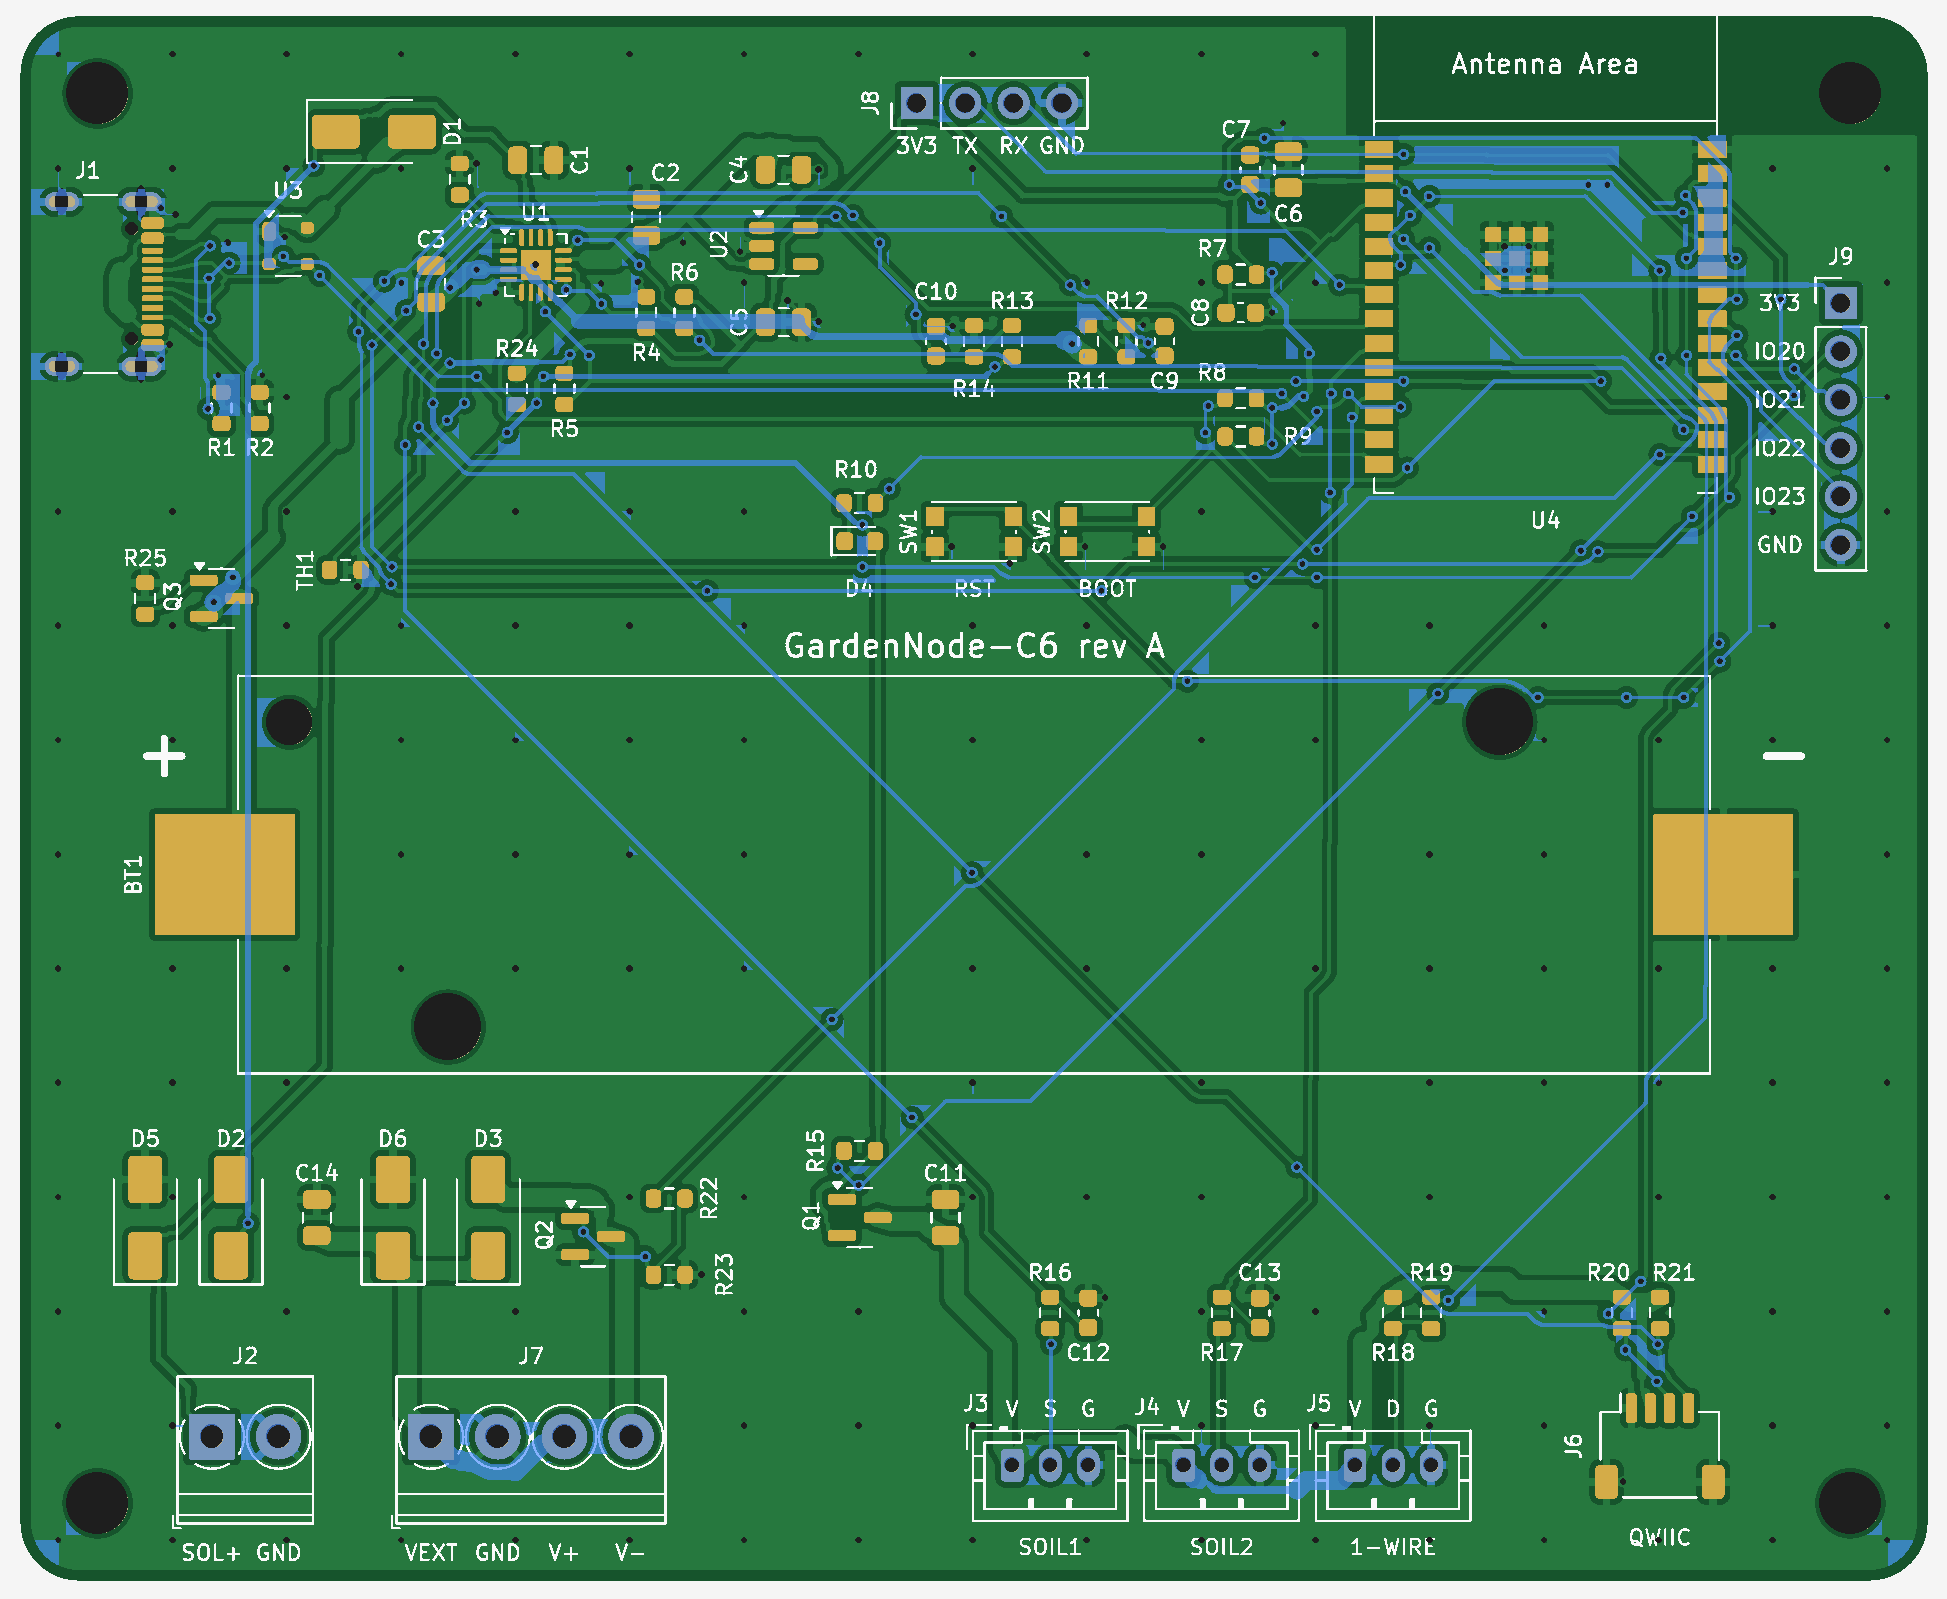 Antenna Area
J8
3V3 TX RX GND
D1
C1
C7
J1
U3
R3
C2
C4
C6
U1
C3
U2
R7
J9
R6
C10
R13
R12
C8
3V3
C5
R24
R4
R14
R11
C9
R8
IO20
IO21
R1 R2
R5
R9
IO22
R10
IO23
SW1
SW2
U4
GND
R25
TH1
Q3
D4
RST
BOOT
GardenNode-C6 rev A
+
-
BT1
D5
D2
D6
D3
R15
C14
C11
R22
Q1
Q2
R23
R16
C13
R19
R20
R21
J2
J7
C12
R17
R18
J3
V S G
J4
V S G
J5
V D G
J6
SOL+ GND
VEXT GND V+ V-
SOIL1
SOIL2
1-WIRE
QWIIC